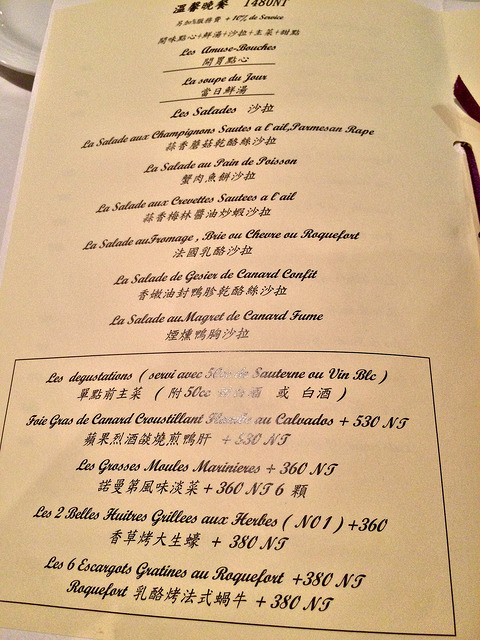 溫馨晚餐 1480NT
另加%服務費 + 10% de Service
開味點心+鮮湯+沙拉+主菜+甜點
Les Amuse-Bouches
開胃點心
La soupe du Jour
當日鮮湯
Les Salades 沙拉
La Salade aux Champignons Sautes a l ail,Parmesan Rape
蒜香蘑菇乾酪絲沙拉
La Salade au Pain de Poisson
蟹肉魚餅沙拉
La Salade aux Crevettes Sautees a l ail
蒜香梅林醬油炒蝦沙拉
La Salade auFromage , Brie ou Chevre ou Roquefort
法國乳酪沙拉
La Salade de Gesier de Canard Confit
香嫩油封鴨胗乾酪絲沙拉
La Salade auMagret de Canard Fume
煙燻鴨胸沙拉
Les degustations ( servi avec 50cc de Sauterne ou Vin Blc )
單點前主菜 ( 附50cc 白酒 或 白酒 )
Foie Gras de Canard Croustillant Flambe au Calvados + 530 NT
蘋果烈酒燄燒煎鴨肝 + 530 NT
Les Grosses Moules Marinieres + 360 NT
諾曼第風味淡菜 + 360 NT 6 顆
Les 2 Belles Huitres Grillees aux Herbes ( NO1 ) +360
香草烤大生蠔 + 380 NT
Les 6 Escargots Gratines au Roquefort +380 NT
Roquefort 乳酪烤法式蝸牛 + 380 NT